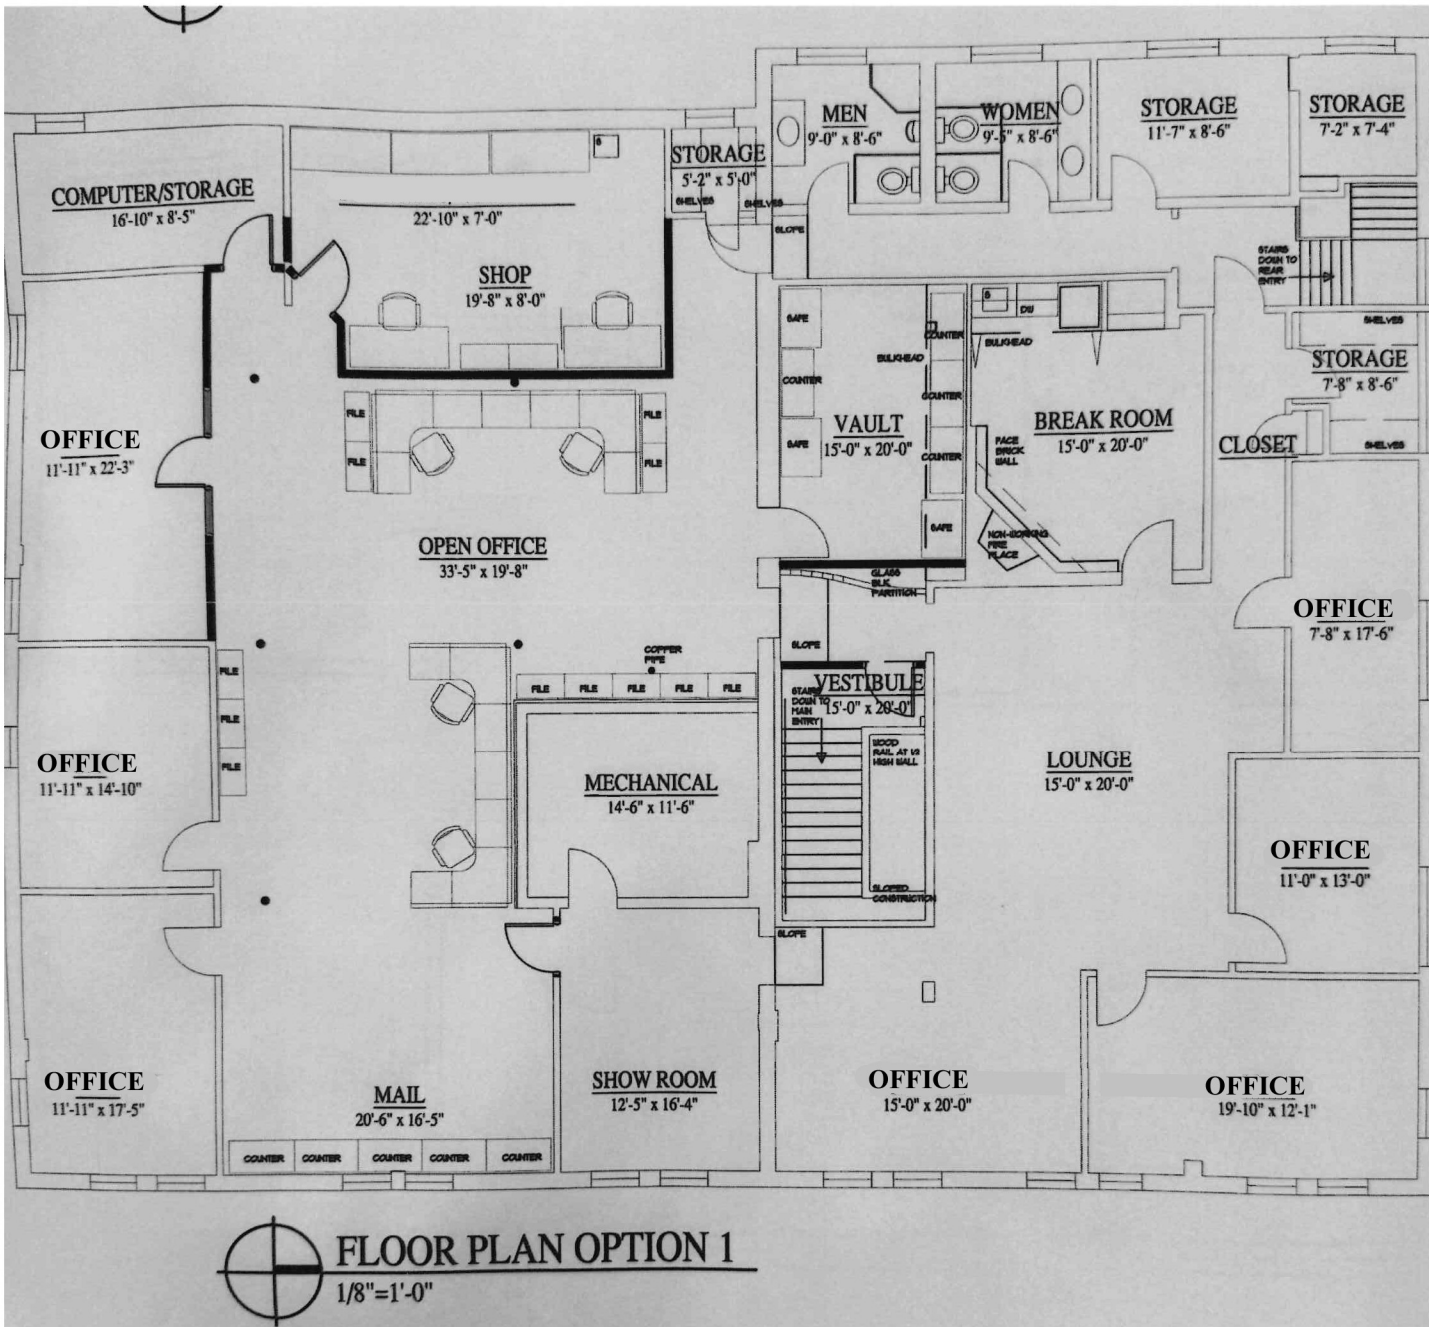 MEN
9'-0" x 8'-6"
WOMEN
9'-5" x 8'-6"
STORAGE
11'-7" x 8'-6"
STORAGE
7'-2" x 7'-4"
S
STORAGE
5'-2" x 5'-0"
SHELVES
SHELVES
COMPUTER/STORAGE
16'-10" x 8'-5"
22'-10" x 7'-0"
SLOPE
STAIRS
DOWN TO
REAR
ENTRY
SHOP
19'-8" x 8'-0"
SAFE
COUNTER
S
DW
BULKHEAD
BULKHEAD
SHELVES
STORAGE
7'-8" x 8'-6"
COUNTER
COUNTER
FILE
FILE
FILE
FILE
OFFICE
11'-11" x 22'-3"
VAULT
15'-0" x 20'-0"
SAFE
COUNTER
BREAK ROOM
15'-0" x 20'-0"
FACE
BRICK
WALL
CLOSET
SHELVES
SAFE
NON-WORKING
FIRE
PLACE
OPEN OFFICE
33'-5" x 19'-8"
GLASS
BLK
PARTITION
OFFICE
7'-8" x 17'-6"
SLOPE
COPPER
PIPE
FILE
FILE
FILE
FILE
FILE
FILE
FILE
FILE
VESTIBULE
15'-0" x 20'-0"
STAIRS
DOWN TO
MAIN
ENTRY
WOOD
RAIL AT 1/2
HIGH WALL
OFFICE
11'-11" x 14'-10"
MECHANICAL
14'-6" x 11'-6"
LOUNGE
15'-0" x 20'-0"
OFFICE
11'-0" x 13'-0"
SLOPED
CONSTRUCTION
SLOPE
OFFICE
11'-11" x 17'-5"
MAIL
20'-6" x 16'-5"
SHOW ROOM
12'-5" x 16'-4"
OFFICE
15'-0" x 20'-0"
OFFICE
19'-10" x 12'-1"
COUNTER
COUNTER
COUNTER
COUNTER
COUNTER
FLOOR PLAN OPTION 1
1/8"=1'-0"